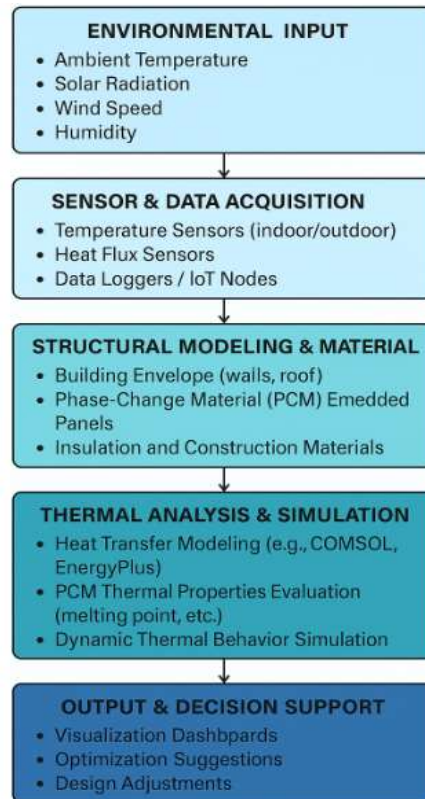 ENVIRONMENTAL INPUT
• Ambient Temperature
• Solar Radiation
• Wind Speed
• Humidity
SENSOR & DATA ACQUISITION
• Temperature Sensors (indoor/outdoor)
• Heat Flux Sensors
• Data Loggers / IoT Nodes
STRUCTURAL MODELING & MATERIAL
• Building Envelope (walls, roof)
• Phase-Change Material (PCM) Emedded
Panels
• Insulation and Construction Materials
THERMAL ANALYSIS & SIMULATION
• Heat Transfer Modeling (e.g., COMSOL,
EnergyPlus)
• PCM Thermal Properties Evaluation
(melting point, etc.)
• Dynamic Thermal Behavior Simulation
OUTPUT & DECISION SUPPORT
• Visualization Dashbpards
• Optimization Suggestions
• Design Adjustments